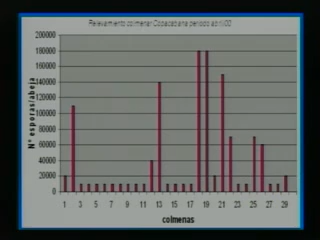 Relevamiento colmenar Copacabana periodo abril/00
Nº esporas/abeja
200000
180000
160000
140000
120000
100000
80000
60000
40000
20000
0
1 3 5 7 9 11 13 15 17 19 21 23 25 27 29
colmenas